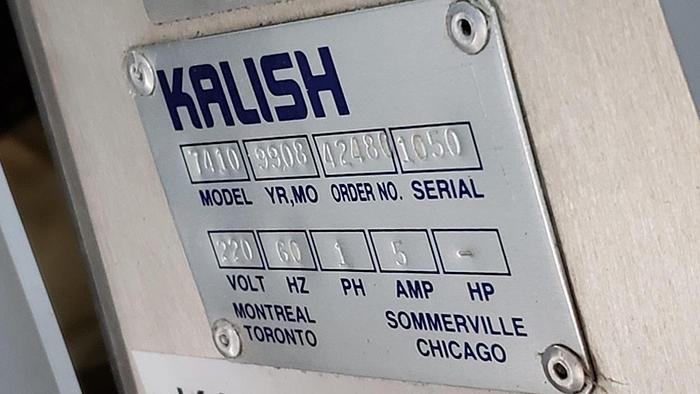 KALISH
7410 9908 42480 1050
MODEL YR,MO ORDER NO. SERIAL
220 60 1 5 -
VOLT HZ PH AMP HP
MONTREAL SOMMERVILLE
TORONTO CHICAGO